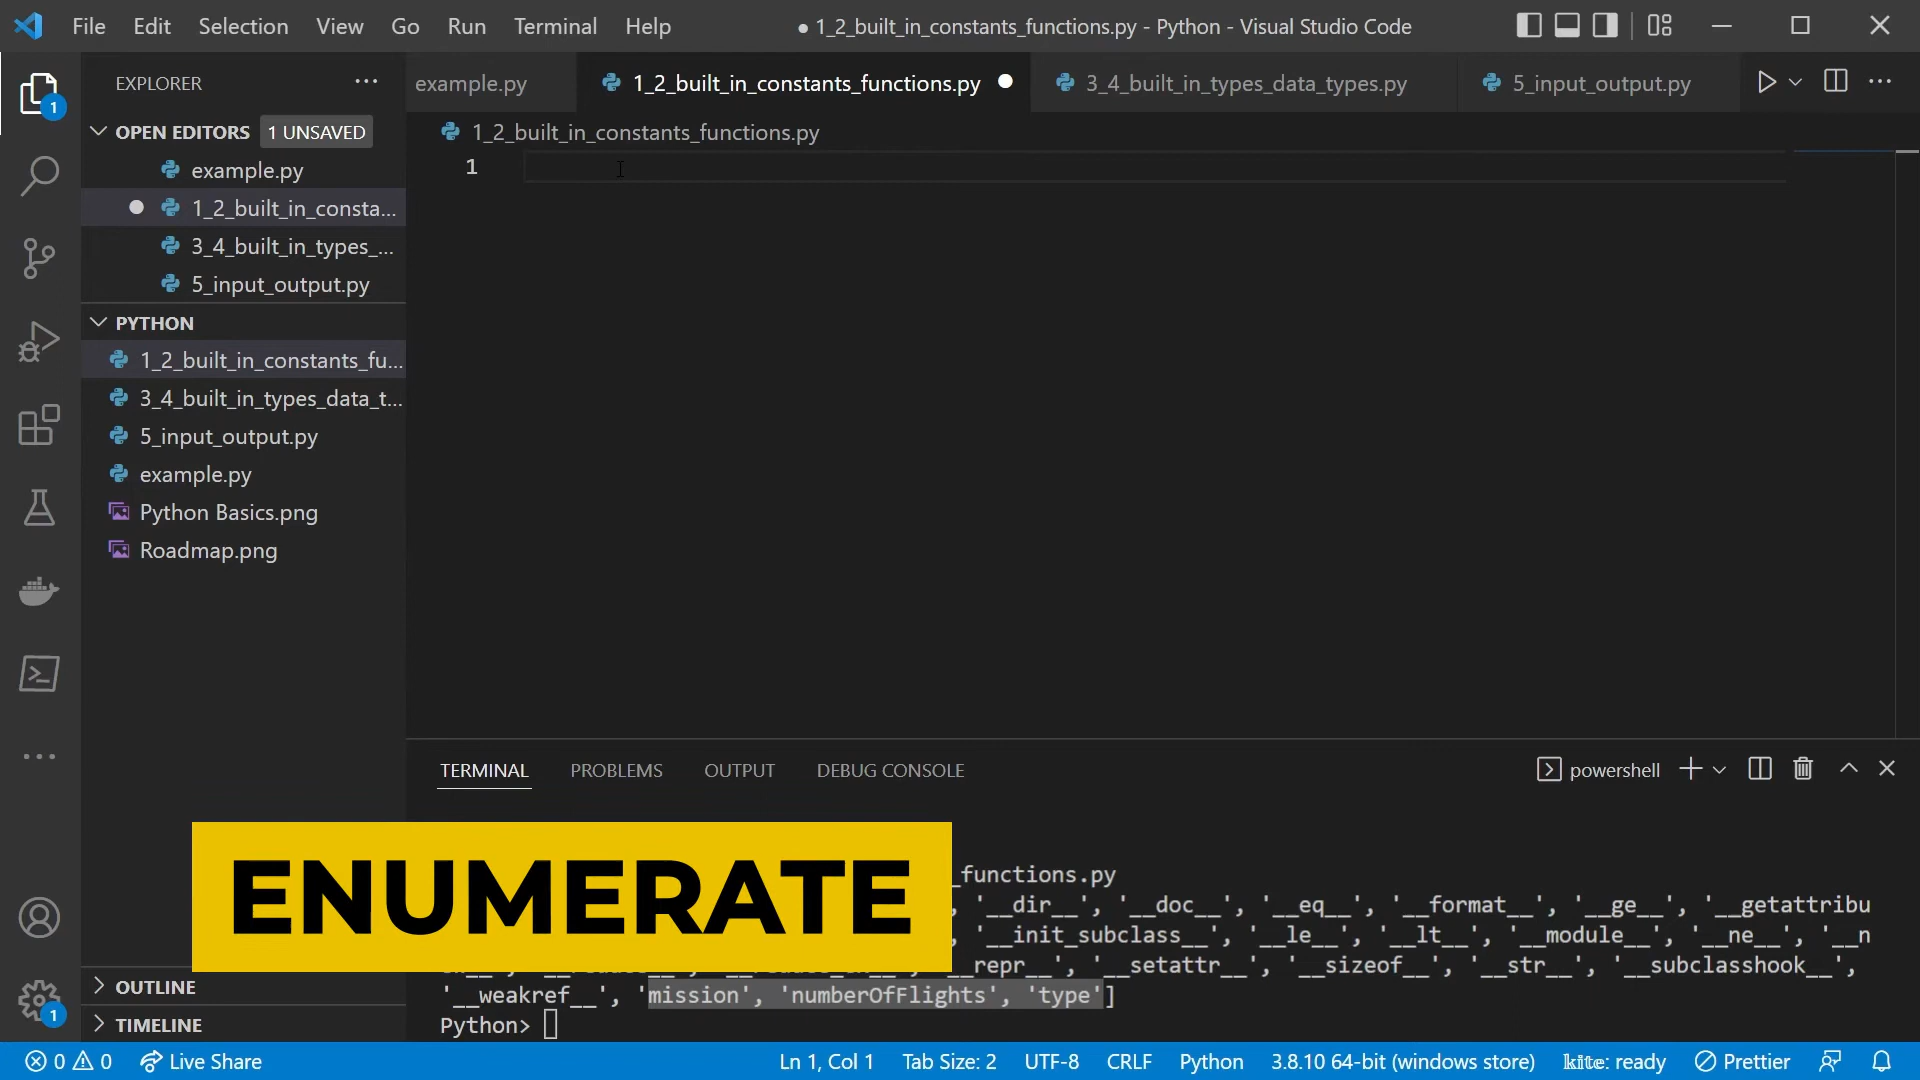 File Edit Selection View Go Run Terminal Help
● 1_2_built_in_constants_functions.py - Python - Visual Studio Code
EXPLORER
example.py
1_2_built_in_constants_functions.py
3_4_built_in_types_data_types.py
5_input_output.py
1
OPEN EDITORS 1 UNSAVED
example.py
1_2_built_in_consta...
3_4_built_in_types_...
5_input_output.py
PYTHON
1_2_built_in_constants_fu...
3_4_built_in_types_data_t...
5_input_output.py
example.py
Python Basics.png
Roadmap.png
OUTLINE
TIMELINE
1
1_2_built_in_constants_functions.py
1
TERMINAL PROBLEMS OUTPUT DEBUG CONSOLE
powershell
ENUMERATE
_functions.py
, '__dir__', '__doc__', '__eq__', '__format__', '__ge__', '__getattribu
, '__init_subclass__', '__le__', '__lt__', '__module__', '__ne__', '__n
__repr__', '__setattr__', '__sizeof__', '__str__', '__subclasshook__',
'__weakref__', 'mission', 'numberOfFlights', 'type']
Python>
0 0 Live Share
Ln 1, Col 1 Tab Size: 2 UTF-8 CRLF Python 3.8.10 64-bit (windows store) kite: ready Prettier